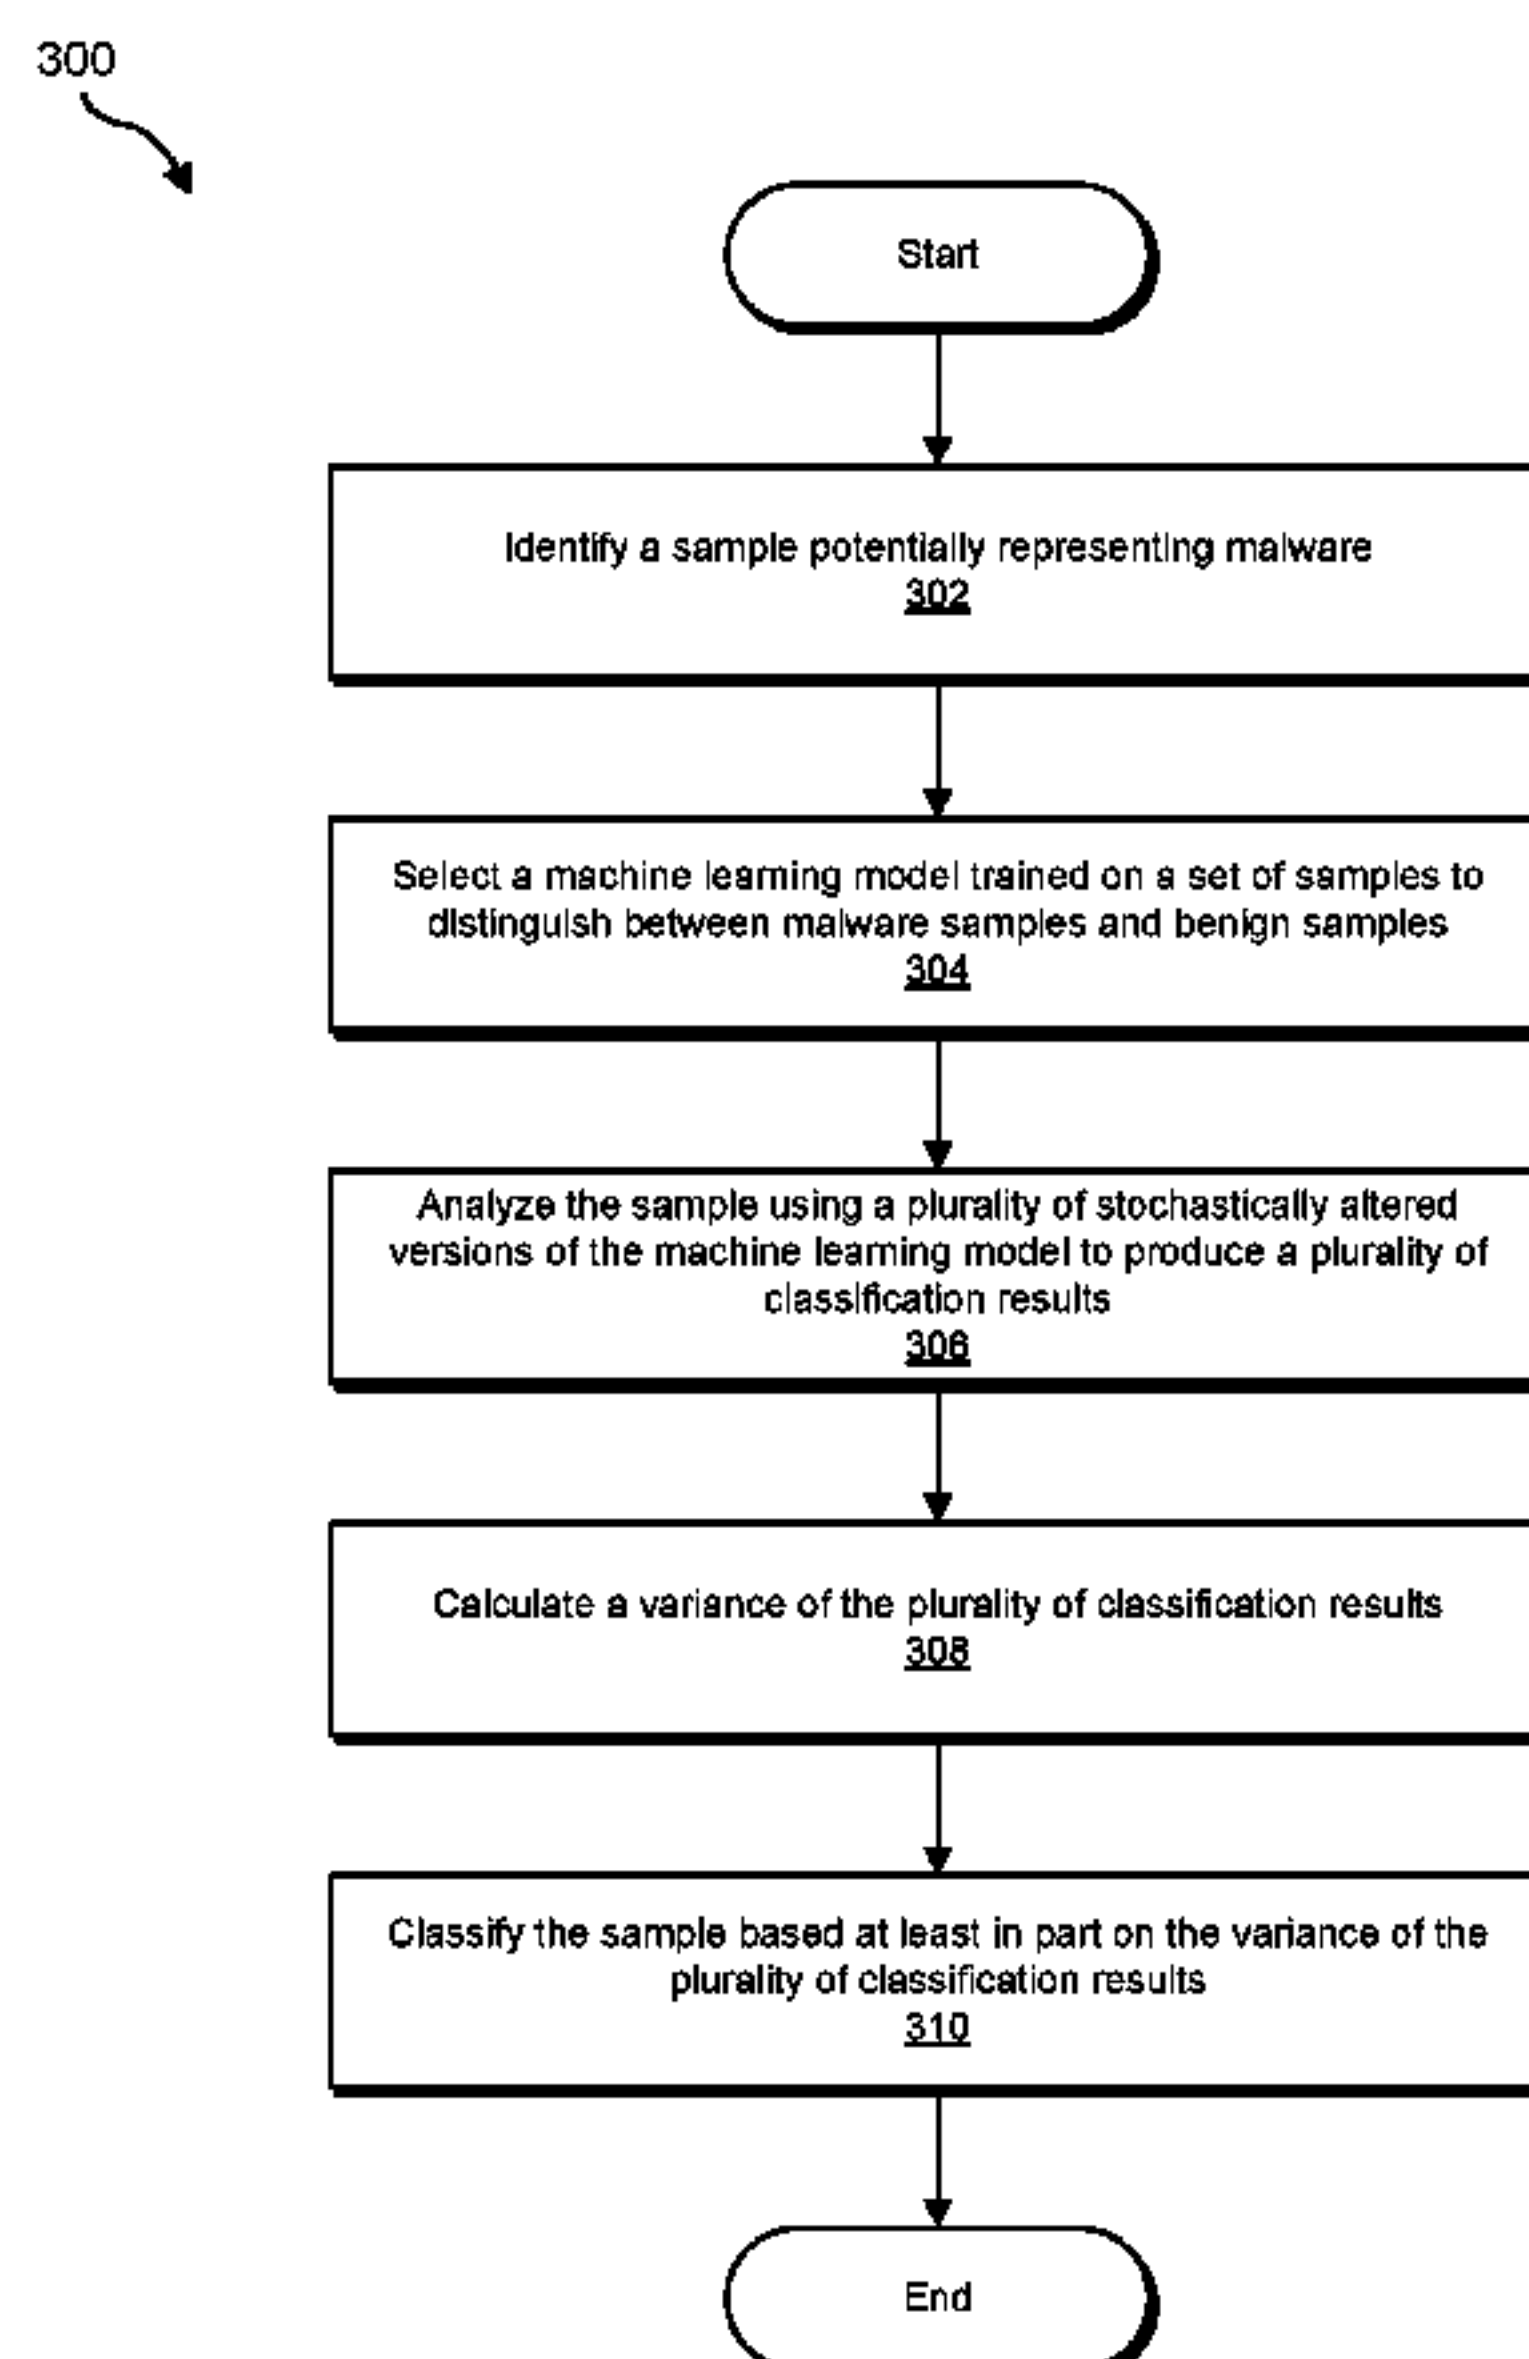 300
Start
Identify a sample potentially representing malware
302
Select a machine learning model trained on a set of samples to
distinguish between malware samples and benign samples
304
Analyze the sample using a plurality of stochastically altered
versions of the machine learning model to produce a plurality of
classification results
306
Calculate a variance of the plurality of classification results
308
Classify the sample based at least in part on the variance of the
plurality of classification results
310
End